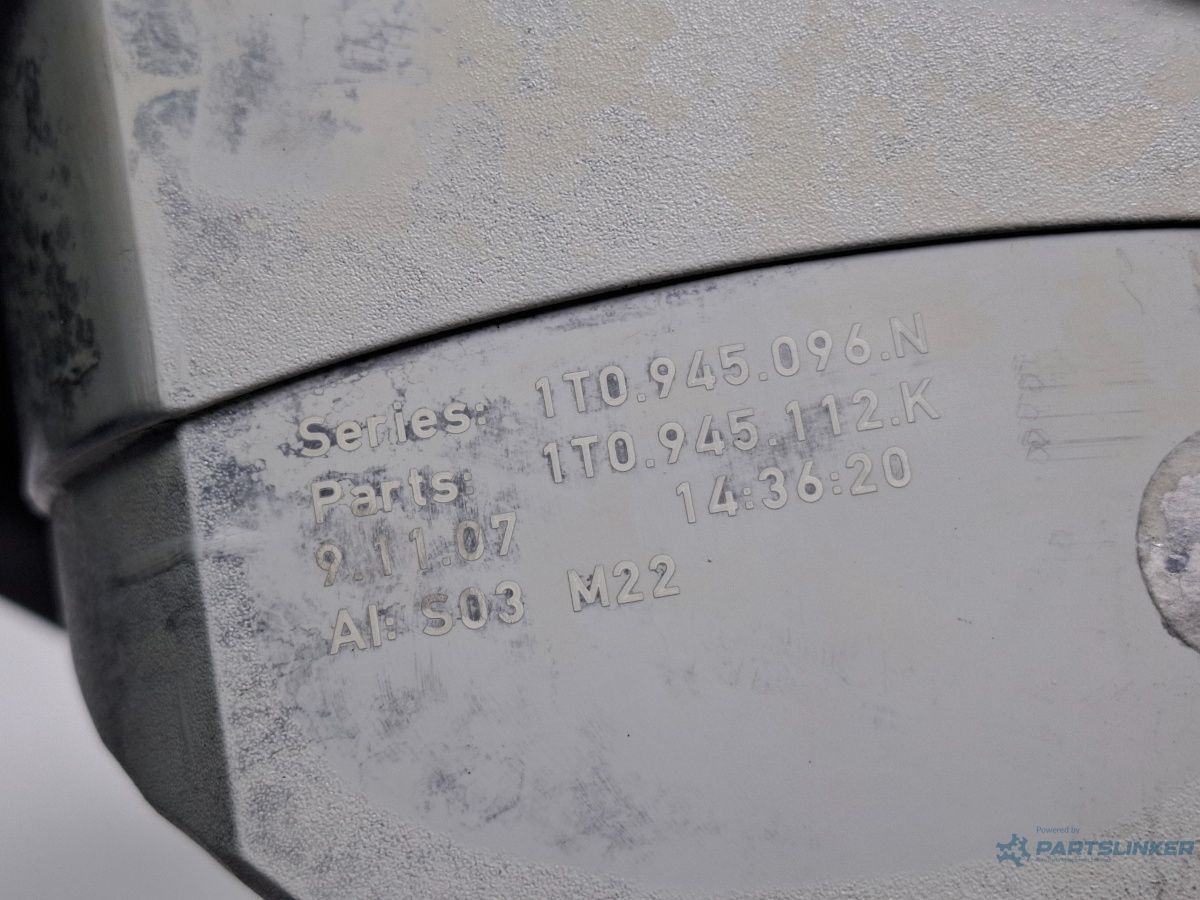 Series: 1T0.945.096.N
Parts: 1T0.945.112.K
9.11.07 14:36:20
AI: S03 M22
Powered by
PARTSLINKER